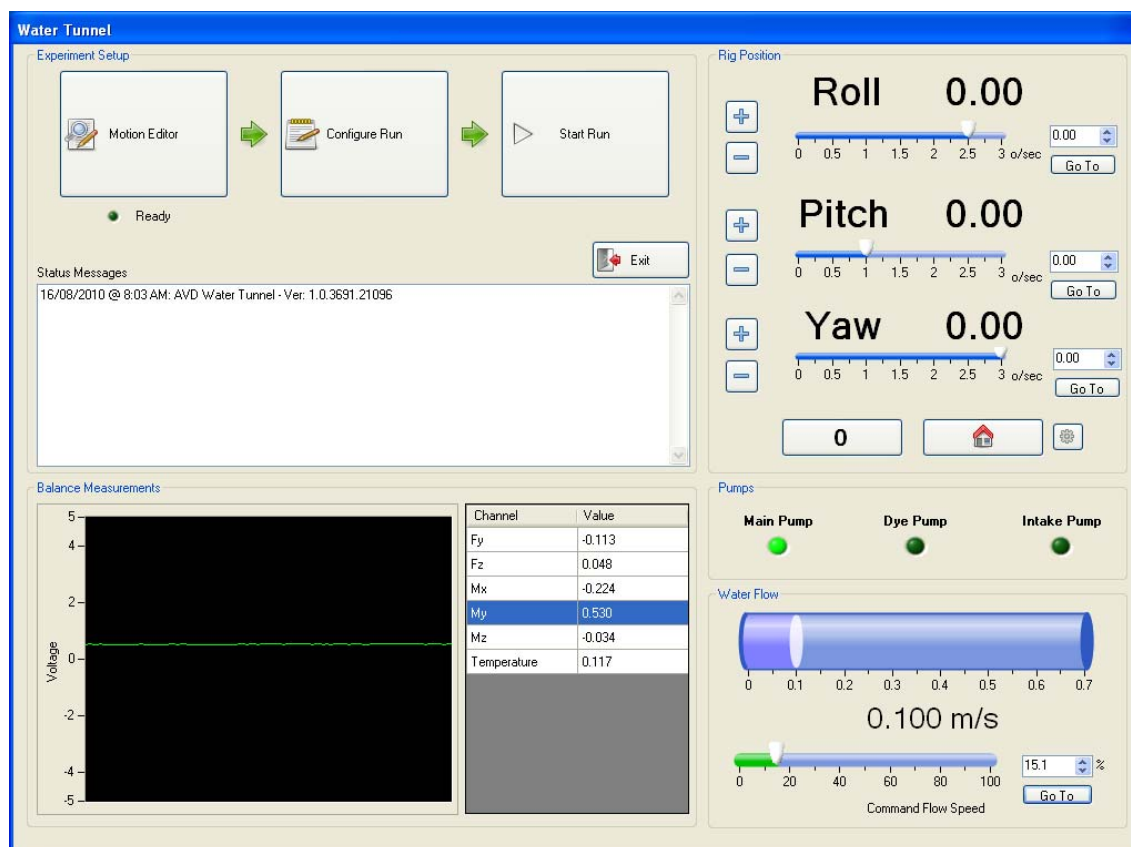 Water Tunnel
Experiment Setup
Motion Editor
Configure Run
Start Run
Ready
Exit
Status Messages
16/08/2010 @ 8:03 AM: AVD Water Tunnel - Ver: 1.0.3691.21096
Rig Position
Roll 0.00
0 0.5 1 1.5 2 2.5 3 o/sec
0.00
Go To
Pitch 0.00
0 0.5 1 1.5 2 2.5 3 o/sec
0.00
Go To
Yaw 0.00
0 0.5 1 1.5 2 2.5 3 o/sec
0.00
Go To
0
Balance Measurements
Voltage
5
4
2
0
-2
-4
-5
Channel Value
Fy -0.113
Fz 0.048
Mx -0.224
My 0.530
Mz -0.034
Temperature 0.117
Pumps
Main Pump Dye Pump Intake Pump
Water Flow
0 0.1 0.2 0.3 0.4 0.5 0.6 0.7
0.100 m/s
0 20 40 60 80 100
15.1 %
Go To
Command Flow Speed